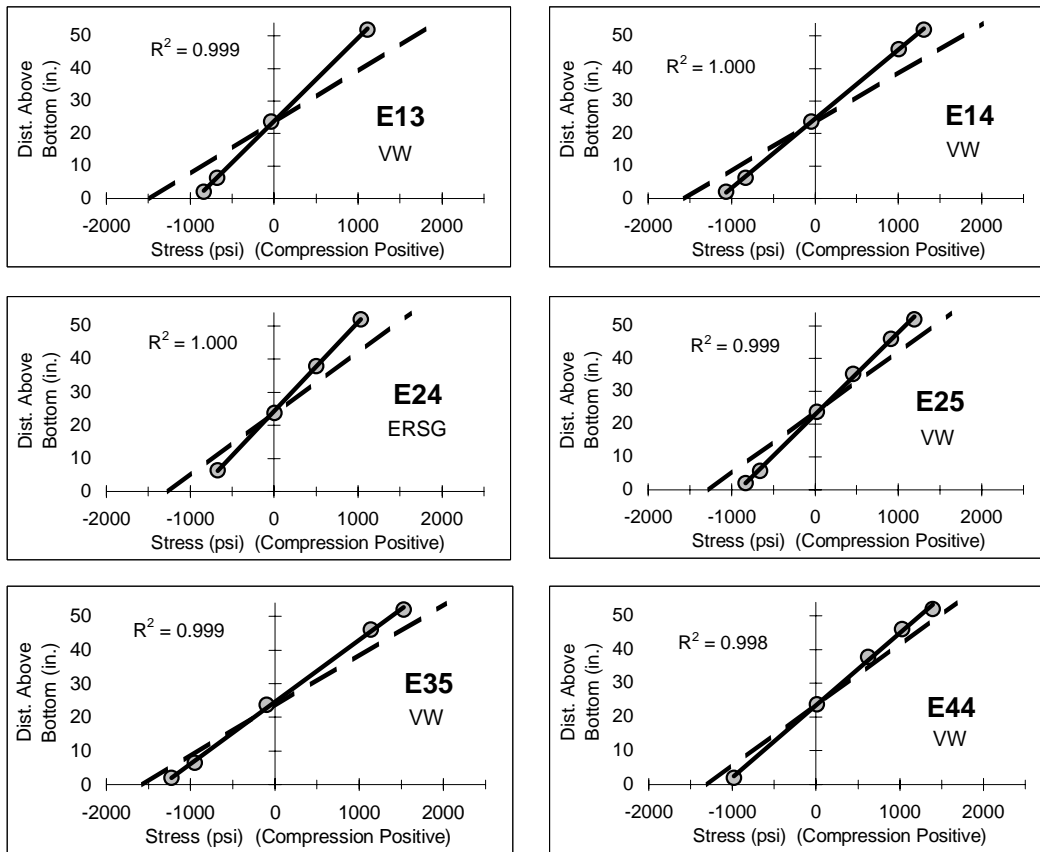 50
40
30
20
10
0
Dist. Above
Bottom (in.)
R² = 0.999
E13
VW
-2000 -1000 0 1000 2000
Stress (psi) (Compression Positive)
50
40
30
20
10
0
Dist. Above
Bottom (in.)
R² = 1.000
E14
VW
-2000 -1000 0 1000 2000
Stress (psi) (Compression Positive)
50
40
30
20
10
0
Dist. Above
Bottom (in.)
R² = 1.000
E24
ERSG
-2000 -1000 0 1000 2000
Stress (psi) (Compression Positive)
50
40
30
20
10
0
Dist. Above
Bottom (in.)
R² = 0.999
E25
VW
-2000 -1000 0 1000 2000
Stress (psi) (Compression Positive)
50
40
30
20
10
0
Dist. Above
Bottom (in.)
R² = 0.999
E35
VW
-2000 -1000 0 1000 2000
Stress (psi) (Compression Positive)
50
40
30
20
10
0
Dist. Above
Bottom (in.)
R² = 0.998
E44
VW
-2000 -1000 0 1000 2000
Stress (psi) (Compression Positive)